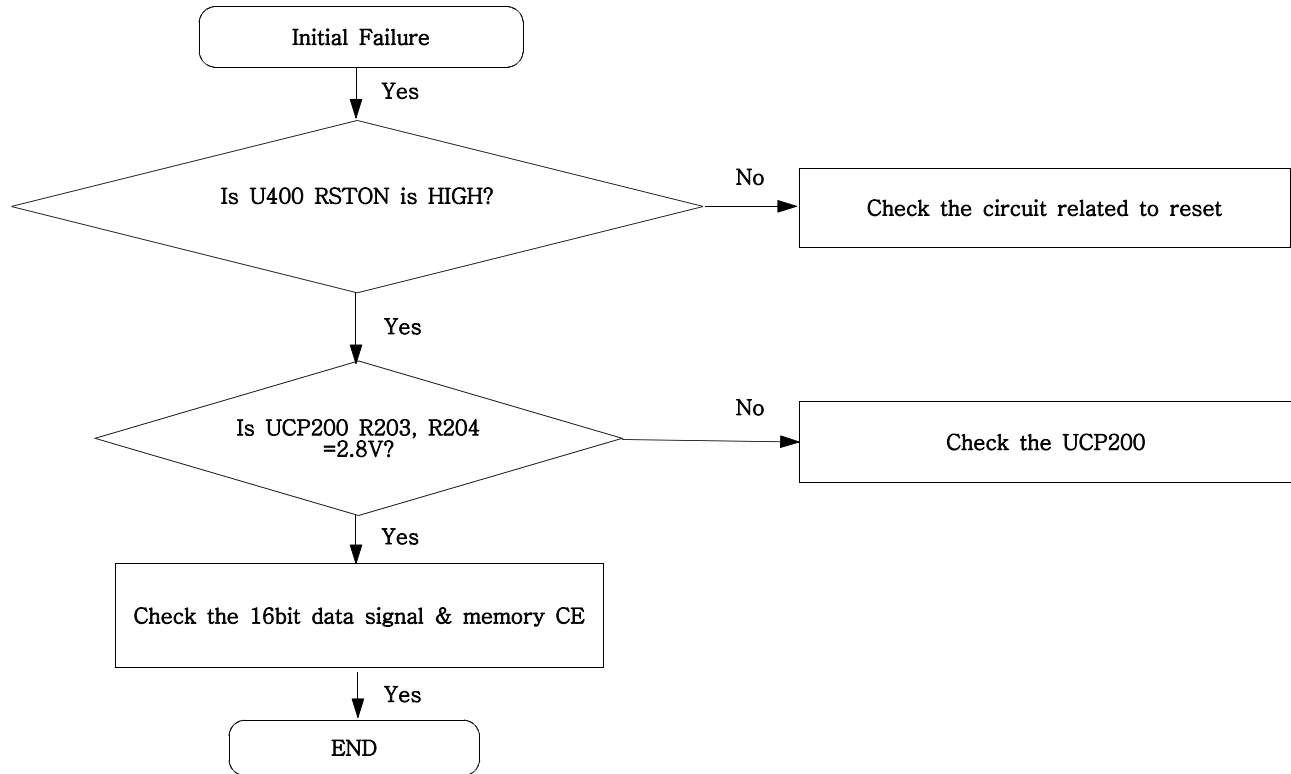 Initial Failure
Yes
Is U400 RSTON is HIGH?
No
Check the circuit related to reset
Yes
Is UCP200 R203, R204
=2.8V?
No
Check the UCP200
Yes
Check the 16bit data signal & memory CE
Yes
END